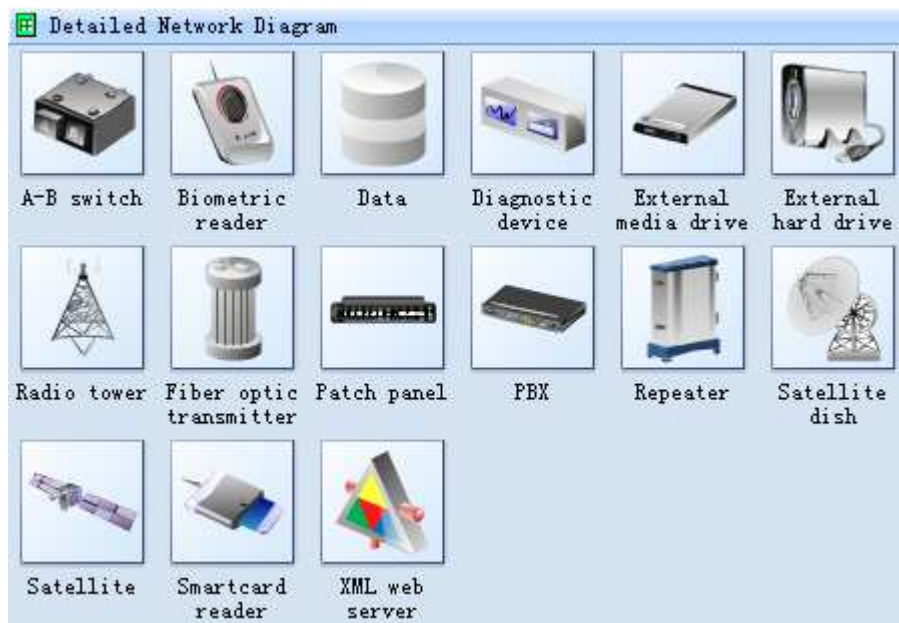 Detailed Network Diagram
A-B switch
Biometric
reader
Data
Diagnostic
device
External
media drive
External
hard drive
Radio tower
Fiber optic
transmitter
Patch panel
PBX
Repeater
Satellite
dish
Satellite
Smartcard
reader
XML web
server